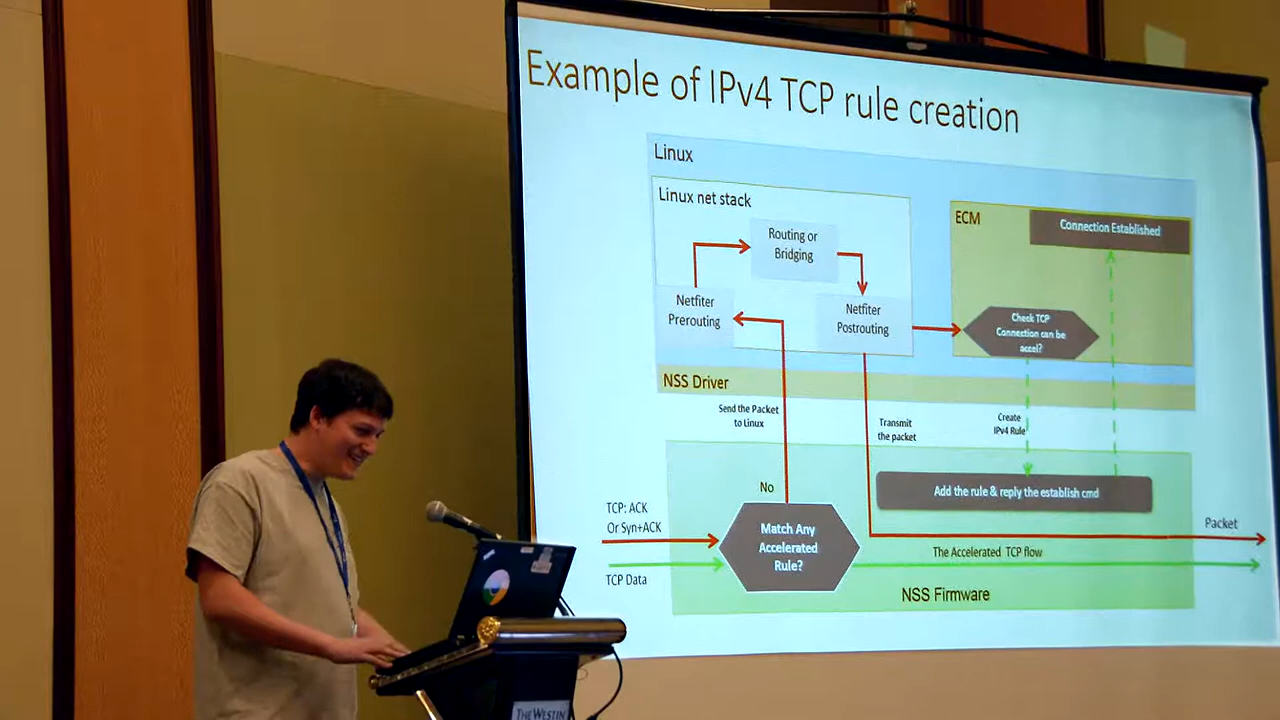 Example of IPv4 TCP rule creation
Linux
Linux net stack
Routing or
Bridging
Netfiter
Prerouting
Netfiter
Postrouting
ECM
Connection Established
Check TCP
Connection can be
accel?
NSS Driver
Send the Packet
to Linux
Transmit
the packet
Create
IPv4 Rule
No
Add the rule & reply the establish cmd
TCP: ACK
Or Syn+ACK
Match Any
Accelerated
Rule?
Packet
The Accelerated TCP flow
TCP Data
NSS Firmware
THE WESTIN